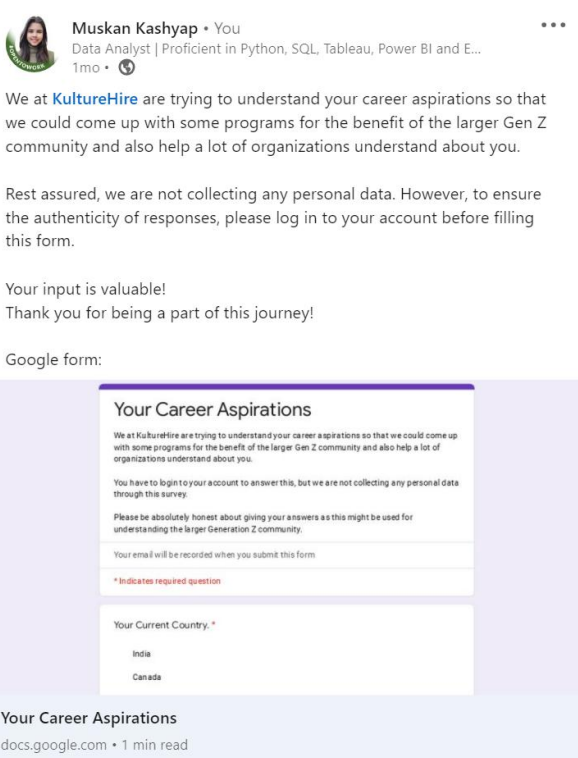 Muskan Kashyap • You
Data Analyst | Proficient in Python, SQL, Tableau, Power BI and E...
1mo •
#OPENTOWORK
We at KultureHire are trying to understand your career aspirations so that
we could come up with some programs for the benefit of the larger Gen Z
community and also help a lot of organizations understand about you.
Rest assured, we are not collecting any personal data. However, to ensure
the authenticity of responses, please log in to your account before filling
this form.
Your input is valuable!
Thank you for being a part of this journey!
Google form:
Your Career Aspirations
We at KultureHire are trying to understand your career aspirations so that we could come up
with some programs for the benefit of the larger Gen Z community and also help a lot of
organizations understand about you.
You have to login to your account to answer this, but we are not collecting any personal data
through this survey.
Please be absolutely honest about giving your answers as this might be used for
understanding the larger Generation Z community.
Your email will be recorded when you submit this form
* Indicates required question
Your Current Country. *
India
Canada
Your Career Aspirations
docs.google.com • 1 min read